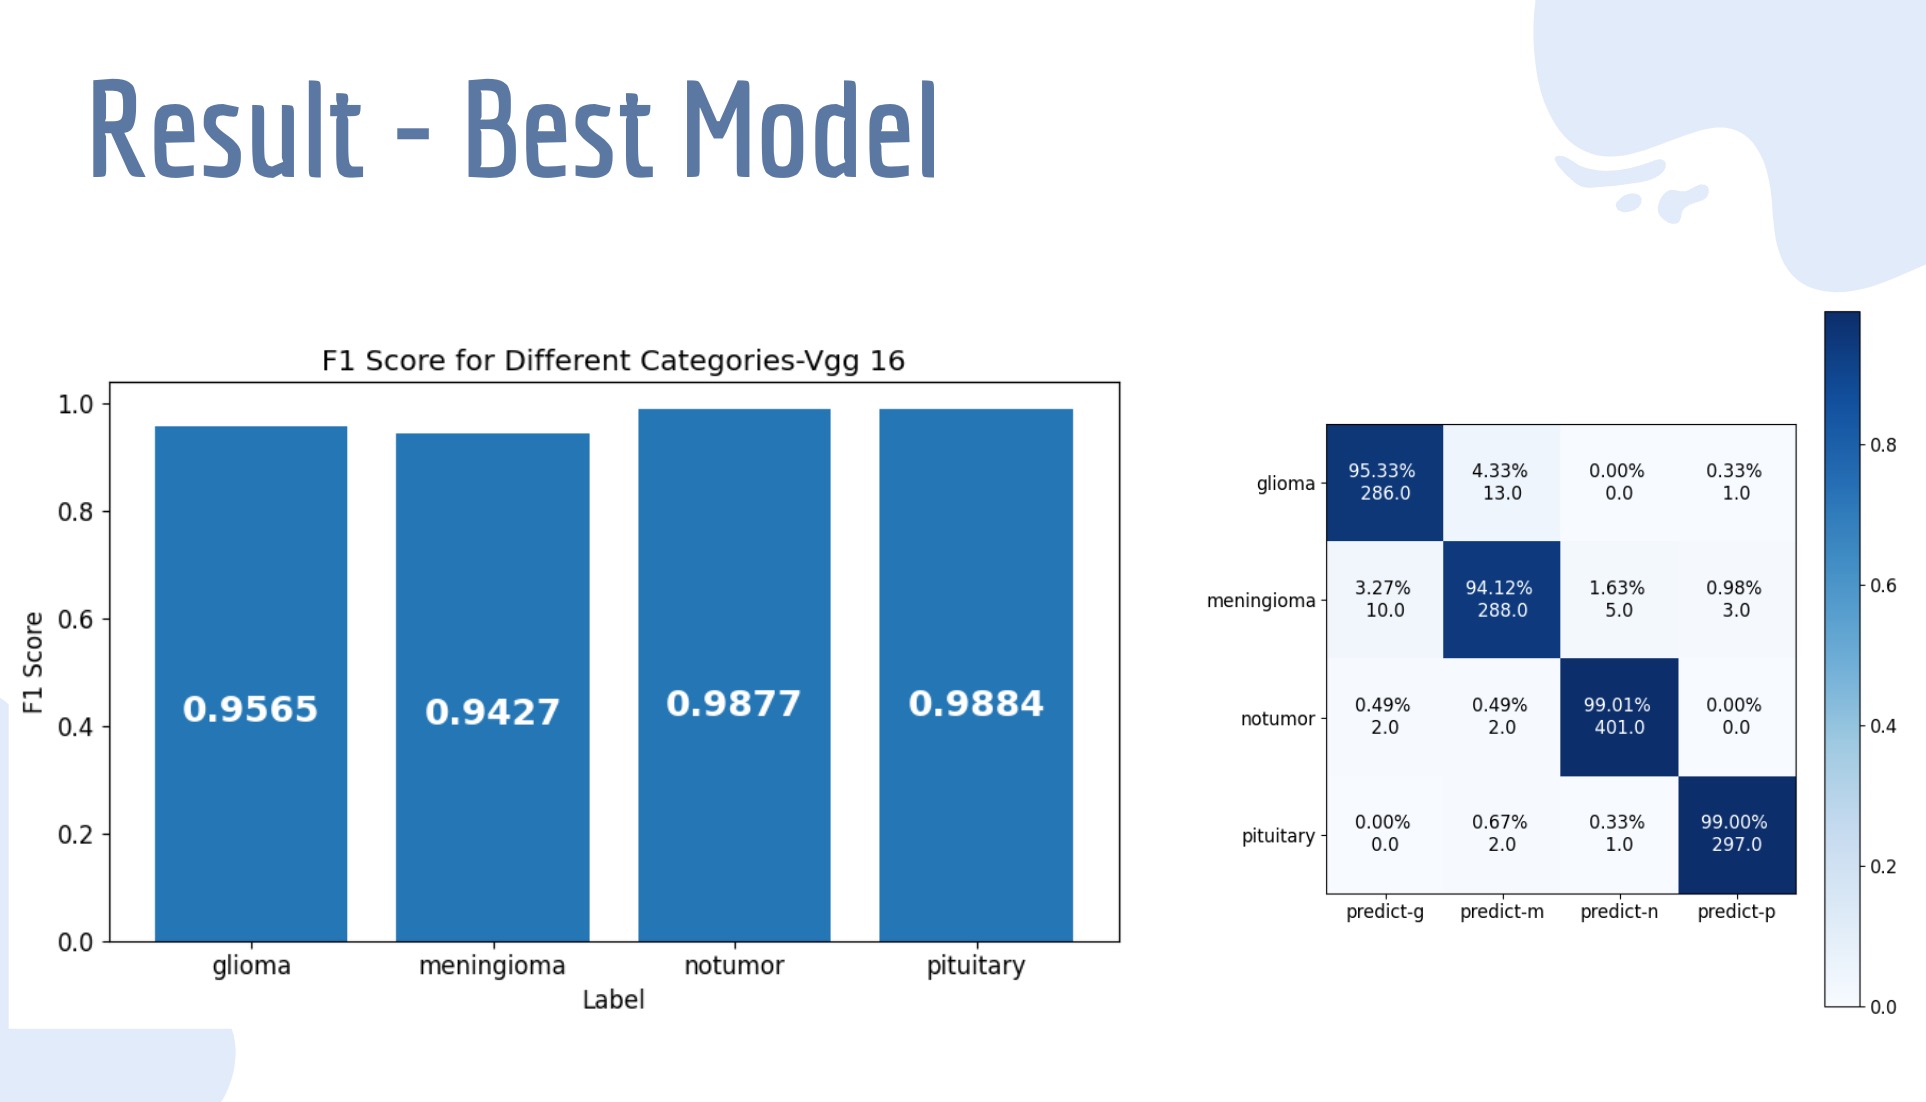 Result - Best Model
F1 Score for Different Categories-Vgg 16
F1 Score
1.0
0.8
0.6
0.4
0.2
0.0
0.9565
0.9427
0.9877
0.9884
glioma
meningioma
notumor
pituitary
Label
glioma
95.33% 4.33% 0.00% 0.33%
286.0 13.0 0.0 1.0
meningioma
3.27% 94.12% 1.63% 0.98%
10.0 288.0 5.0 3.0
notumor
0.49% 0.49% 99.01% 0.00%
2.0 2.0 401.0 0.0
pituitary
0.00% 0.67% 0.33% 99.00%
0.0 2.0 1.0 297.0
predict-g predict-m predict-n predict-p
0.8
0.6
0.4
0.2
0.0